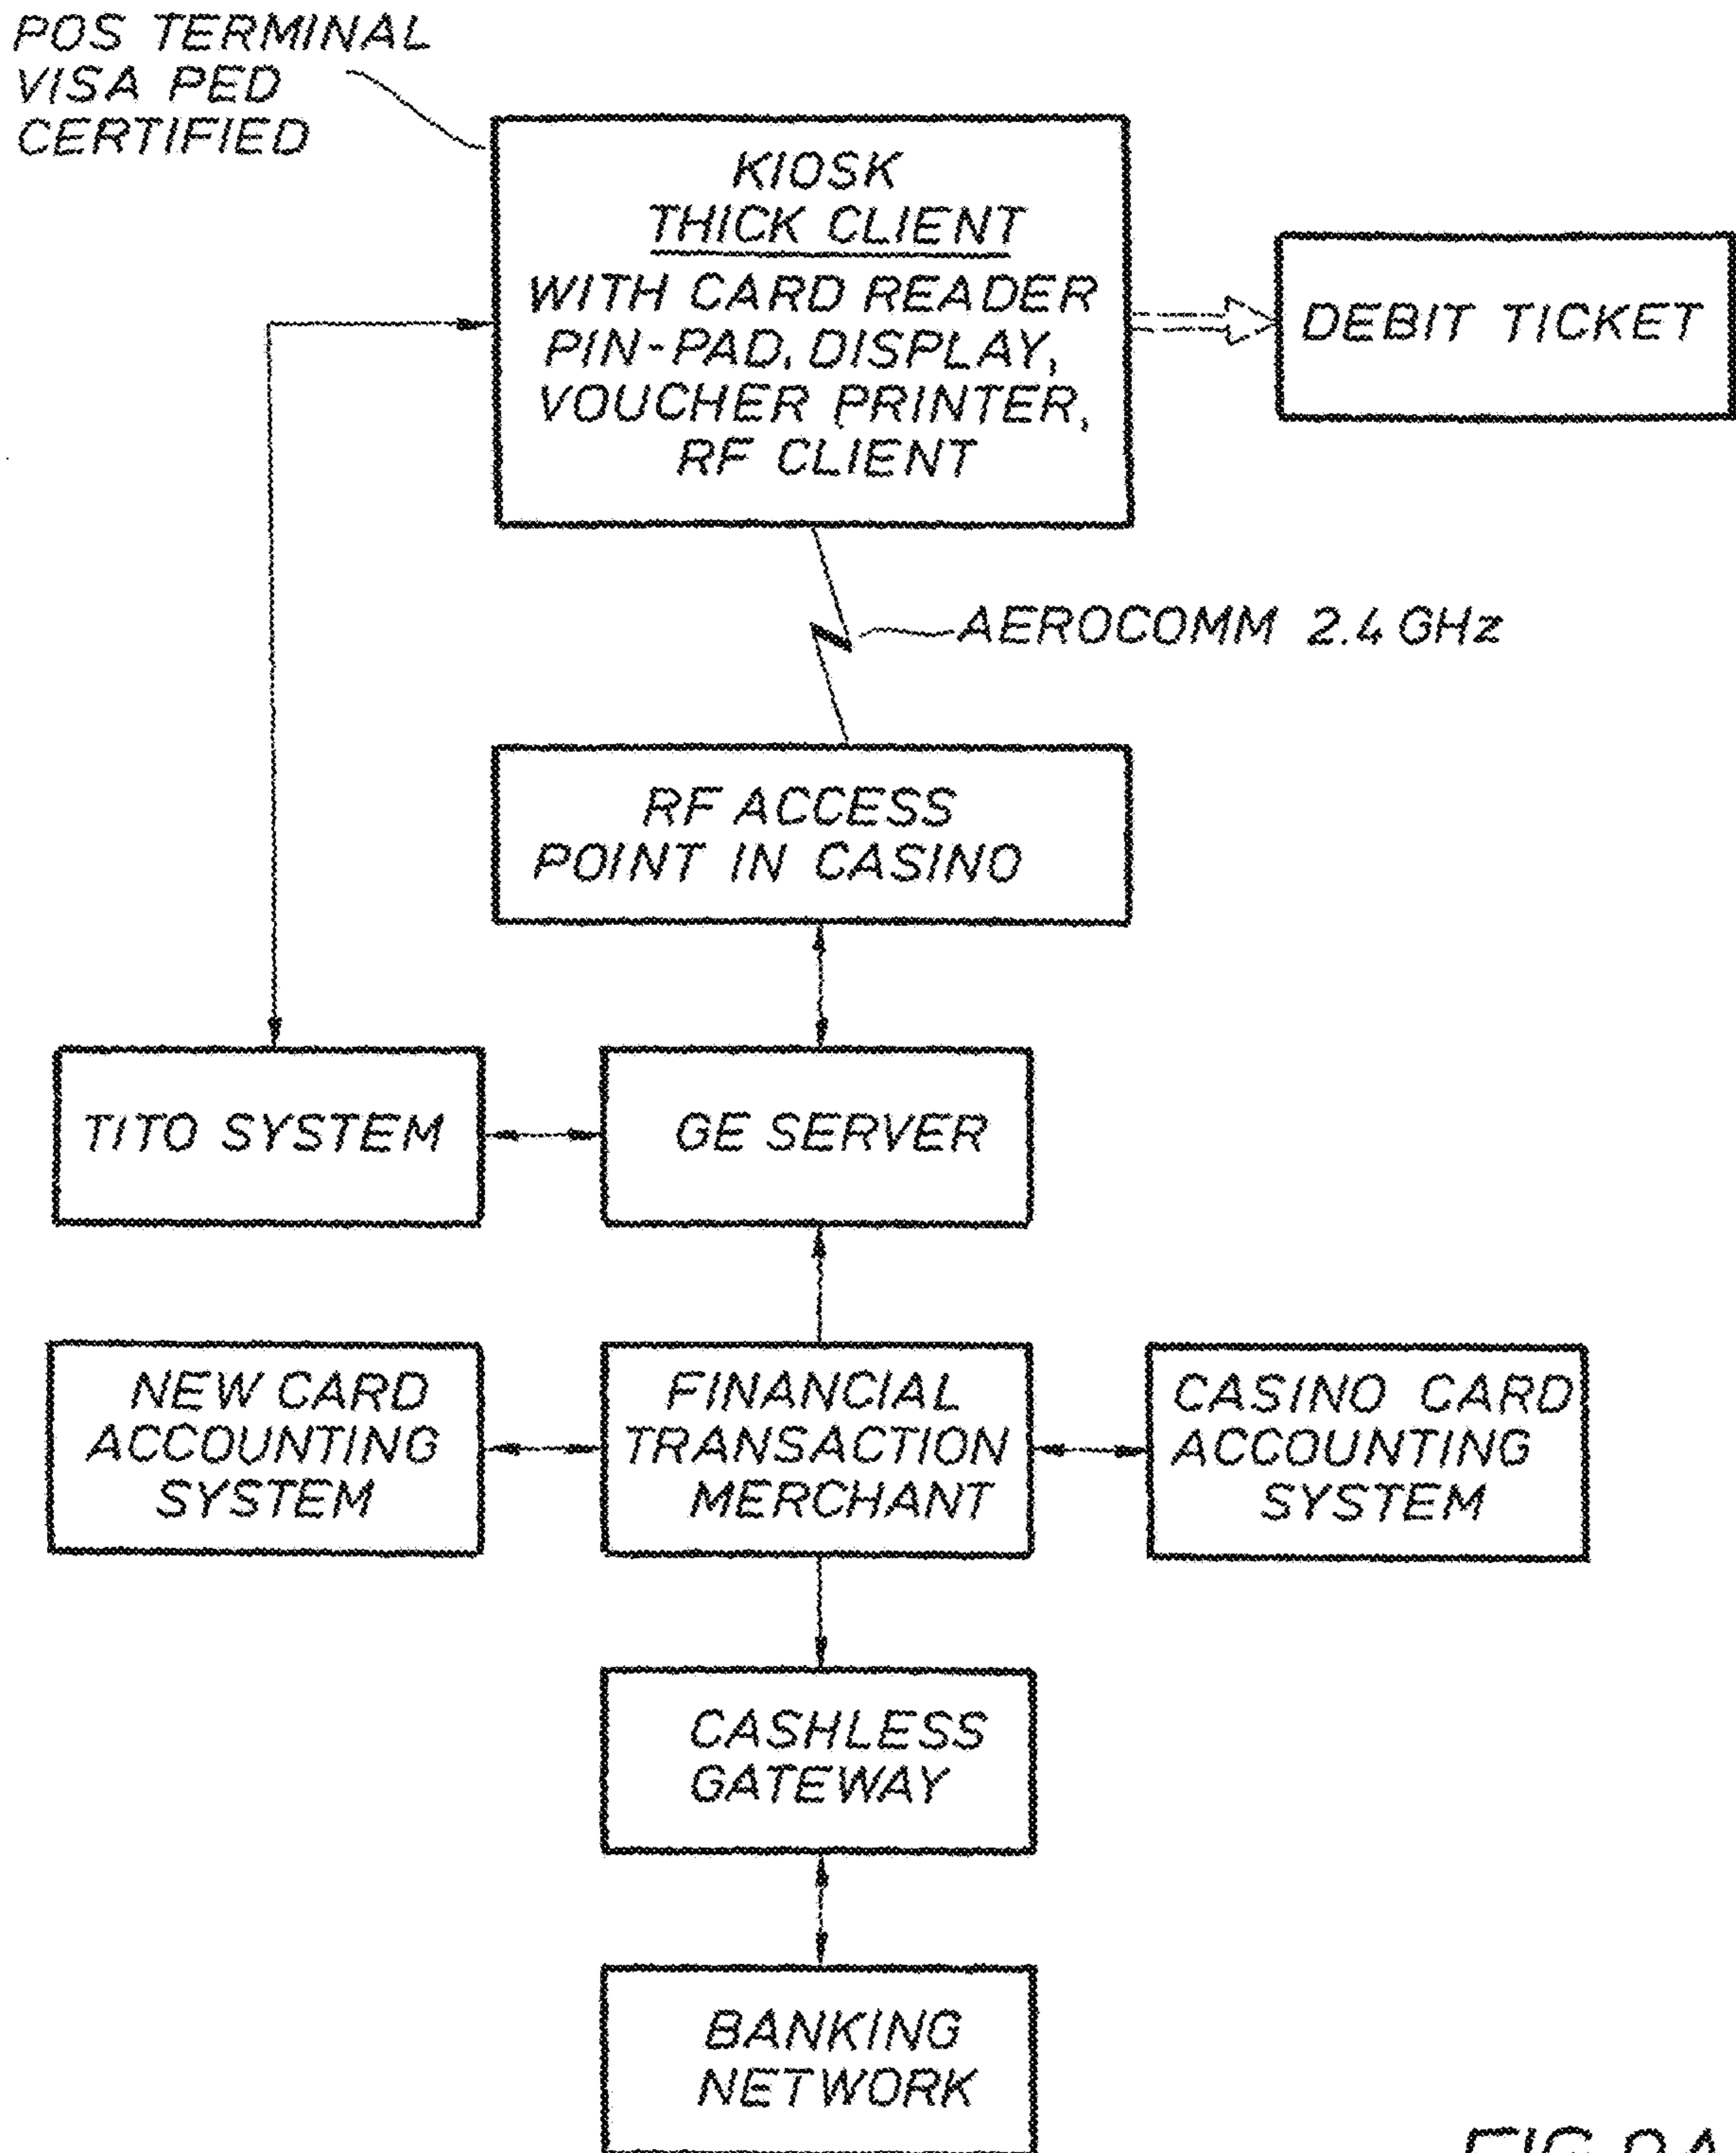 POS TERMINAL
VISA PED
CERTIFIED
KIOSK
THICK CLIENT
WITH CARD READER
PIN-PAD, DISPLAY,
VOUCHER PRINTER,
RF CLIENT
DEBIT TICKET
AEROCOMM 2.4 GHz
RF ACCESS
POINT IN CASINO
TITO SYSTEM
GE SERVER
NEW CARD
ACCOUNTING
SYSTEM
FINANCIAL
TRANSACTION
MERCHANT
CASINO CARD
ACCOUNTING
SYSTEM
CASHLESS
GATEWAY
BANKING
NETWORK